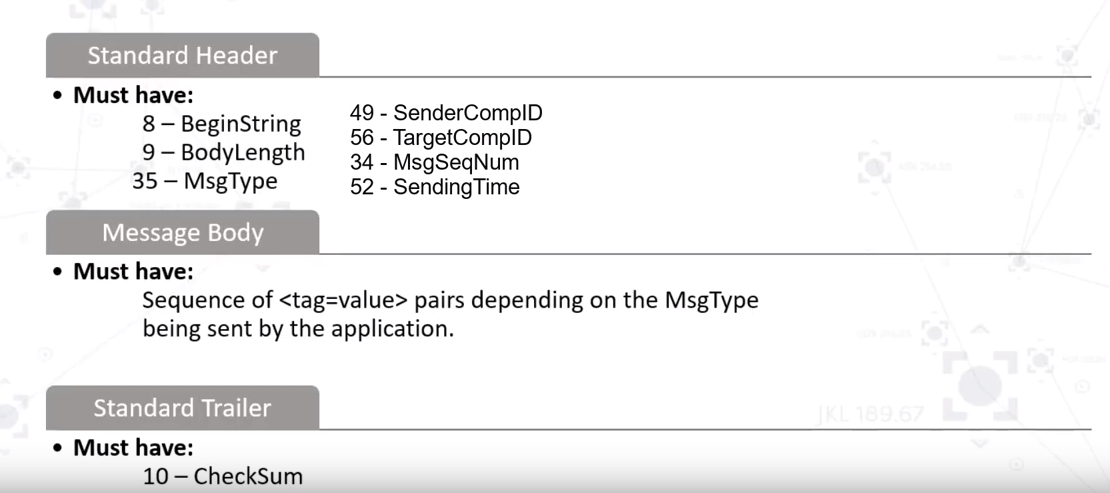 Standard Header
• Must have:
8 – BeginString
9 – BodyLength
35 – MsgType
49 - SenderCompID
56 - TargetCompID
34 - MsgSeqNum
52 - SendingTime
Message Body
• Must have:
Sequence of <tag=value> pairs depending on the MsgType
being sent by the application.
Standard Trailer
JKL 189.67
• Must have:
10 – CheckSum